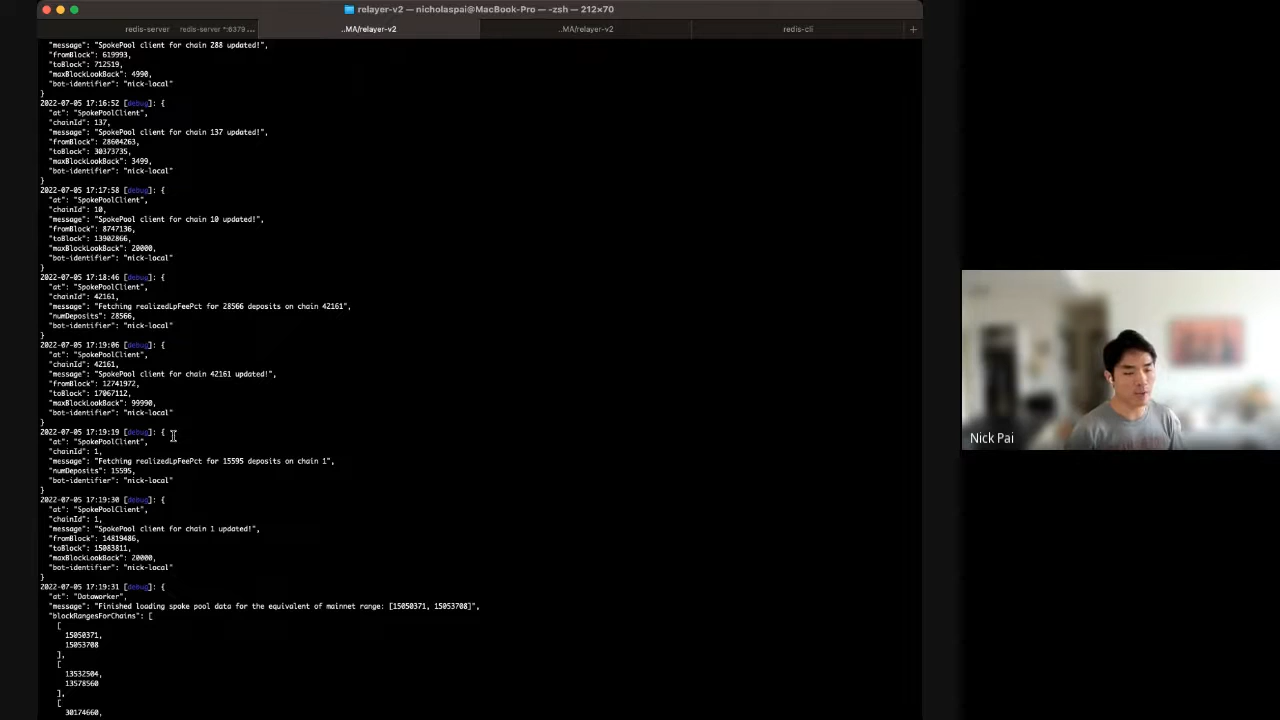 relayer-v2 — nicholaspai@MacBook-Pro — -zsh — 212×70
redis-server redis-server *:6379 ...
..MA/relayer-v2
..MA/relayer-v2
redis-cli
+
"message": "SpokePool client for chain 288 updated!",
"fromBlock": 619993,
"toBlock": 712519,
"maxBlockLookBack": 4990,
"bot-identifier": "nick-local"
}
2022-07-05 17:16:52 [debug]: {
"at": "SpokePoolClient",
"chainId": 137,
"message": "SpokePool client for chain 137 updated!",
"fromBlock": 28604263,
"toBlock": 30373735,
"maxBlockLookBack": 3499,
"bot-identifier": "nick-local"
}
2022-07-05 17:17:58 [debug]: {
"at": "SpokePoolClient",
"chainId": 10,
"message": "SpokePool client for chain 10 updated!",
"fromBlock": 8747136,
"toBlock": 13902866,
"maxBlockLookBack": 20000,
"bot-identifier": "nick-local"
}
2022-07-05 17:18:46 [debug]: {
"at": "SpokePoolClient",
"chainId": 42161,
"message": "Fetching realizedLpFeePct for 28566 deposits on chain 42161",
"numDeposits": 28566,
"bot-identifier": "nick-local"
}
2022-07-05 17:19:06 [debug]: {
"at": "SpokePoolClient",
"chainId": 42161,
"message": "SpokePool client for chain 42161 updated!",
"fromBlock": 12741972,
"toBlock": 17067112,
"maxBlockLookBack": 99990,
"bot-identifier": "nick-local"
}
2022-07-05 17:19:19 [debug]: {
"at": "SpokePoolClient",
"chainId": 1,
"message": "Fetching realizedLpFeePct for 15595 deposits on chain 1",
"numDeposits": 15595,
"bot-identifier": "nick-local"
}
2022-07-05 17:19:30 [debug]: {
"at": "SpokePoolClient",
"chainId": 1,
"message": "SpokePool client for chain 1 updated!",
"fromBlock": 14819486,
"toBlock": 15083811,
"maxBlockLookBack": 20000,
"bot-identifier": "nick-local"
}
2022-07-05 17:19:31 [debug]: {
"at": "Dataworker",
"message": "Finished loading spoke pool data for the equivalent of mainnet range: [15050371, 15053708]",
"blockRangesForChains": [
[
15050371,
15053708
],
[
13532504,
13578560
],
[
30174660,
Nick Pai